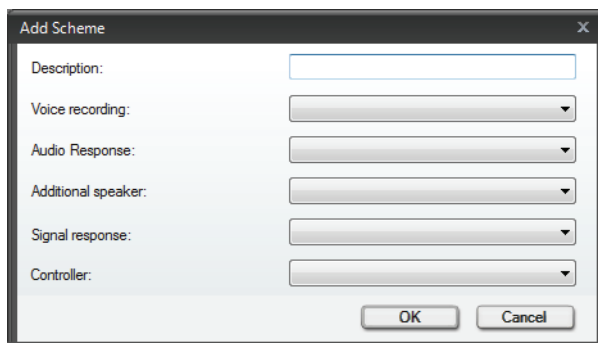 Add Scheme x
Description:
Voice recording:
Audio Response:
Additional speaker:
Signal response:
Controller:
OK Cancel